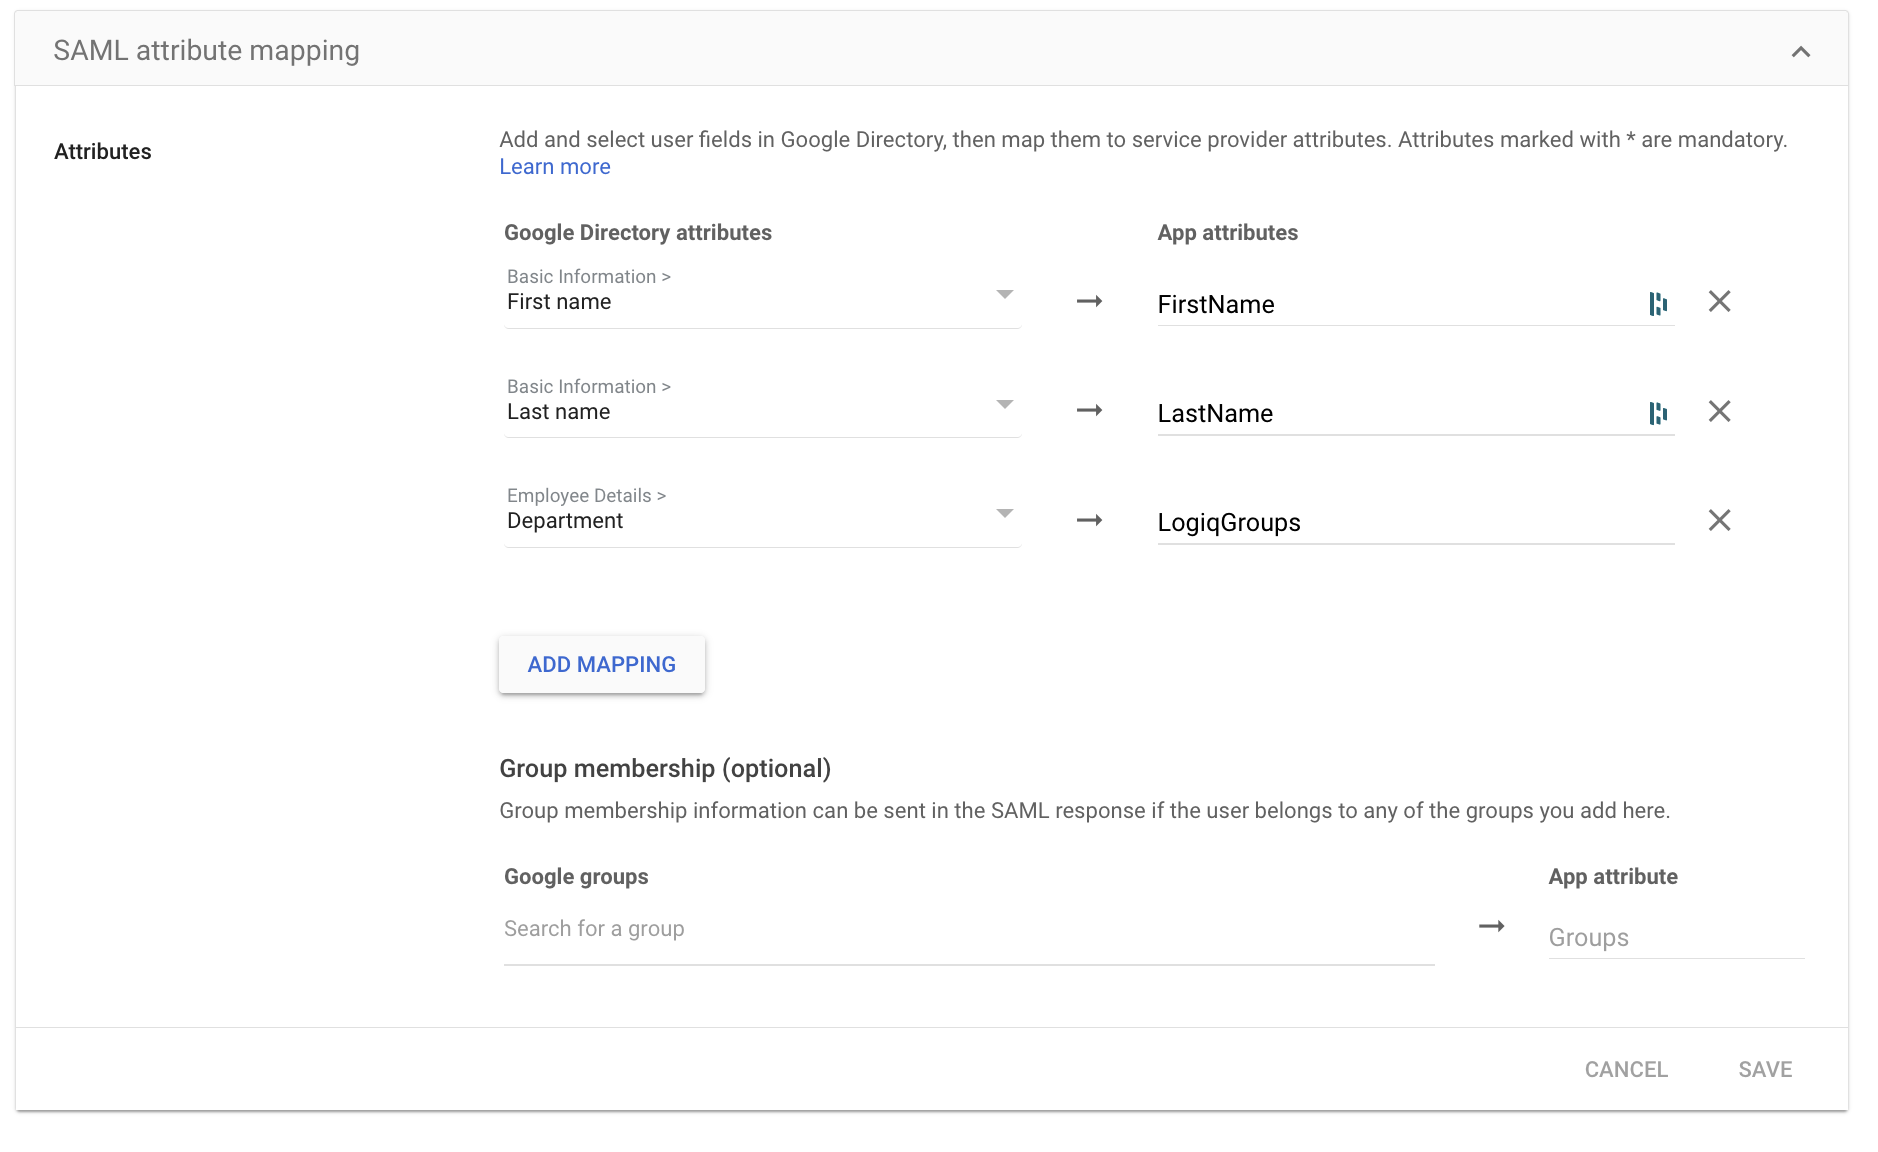 SAML attribute mapping
Attributes
Add and select user fields in Google Directory, then map them to service provider attributes. Attributes marked with * are mandatory.
Learn more
Google Directory attributes
App attributes
Basic Information >
First name
FirstName
Basic Information >
Last name
LastName
Employee Details >
Department
LogiqGroups
ADD MAPPING
Group membership (optional)
Group membership information can be sent in the SAML response if the user belongs to any of the groups you add here.
Google groups
App attribute
Search for a group
Groups
CANCEL
SAVE